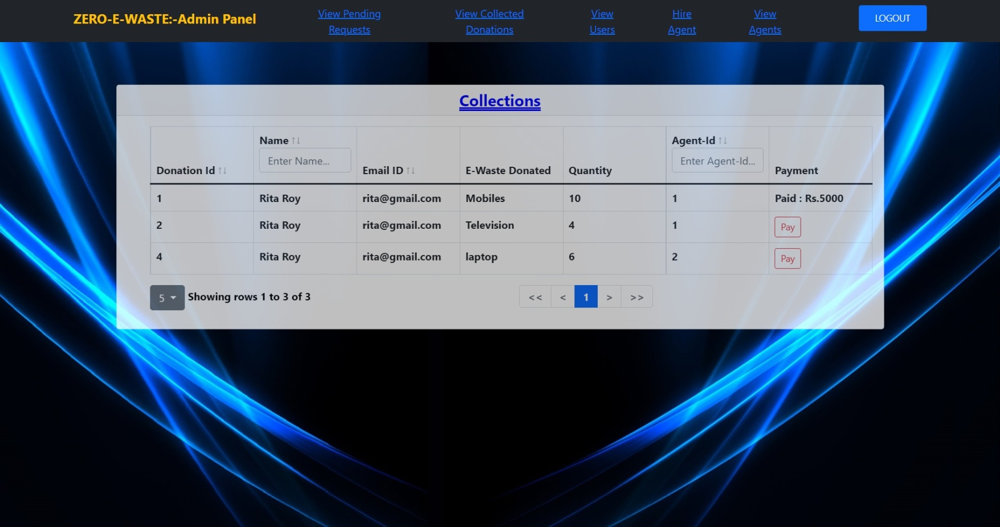 ZERO-E-WASTE:-Admin Panel
View Pending
Requests
View Collected
Donations
View
Users
Hire
Agent
View
Agents
LOGOUT
Collections
Donation Id ↑↓
Name ↑↓
Enter Name...
Email ID ↑↓
E-Waste Donated
Quantity
Agent-Id ↑↓
Enter Agent-Id...
Payment
1 Rita Roy rita@gmail.com Mobiles 10 1 Paid : Rs.5000
2 Rita Roy rita@gmail.com Television 4 1 Pay
4 Rita Roy rita@gmail.com laptop 6 2 Pay
5 Showing rows 1 to 3 of 3 << < 1 > >>